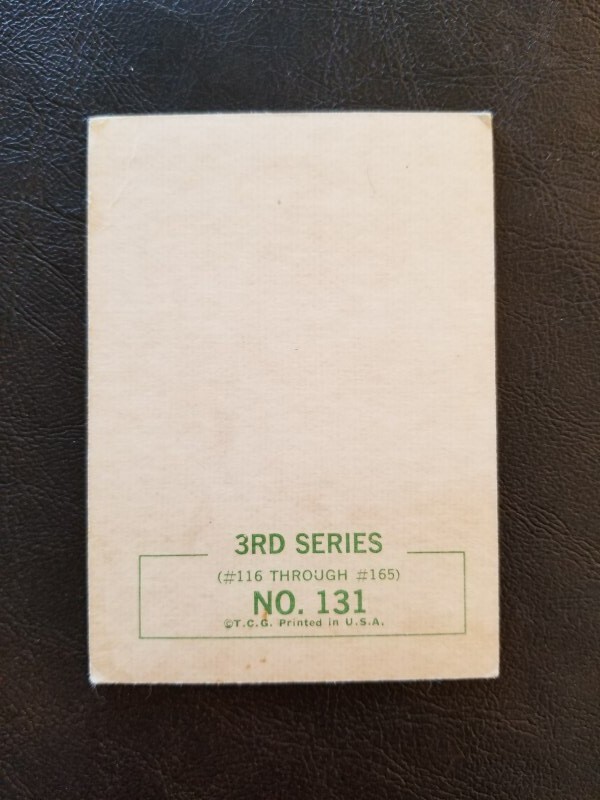 3RD SERIES
(#116 THROUGH #165)
NO. 131
©T.C.G. Printed in U.S.A.